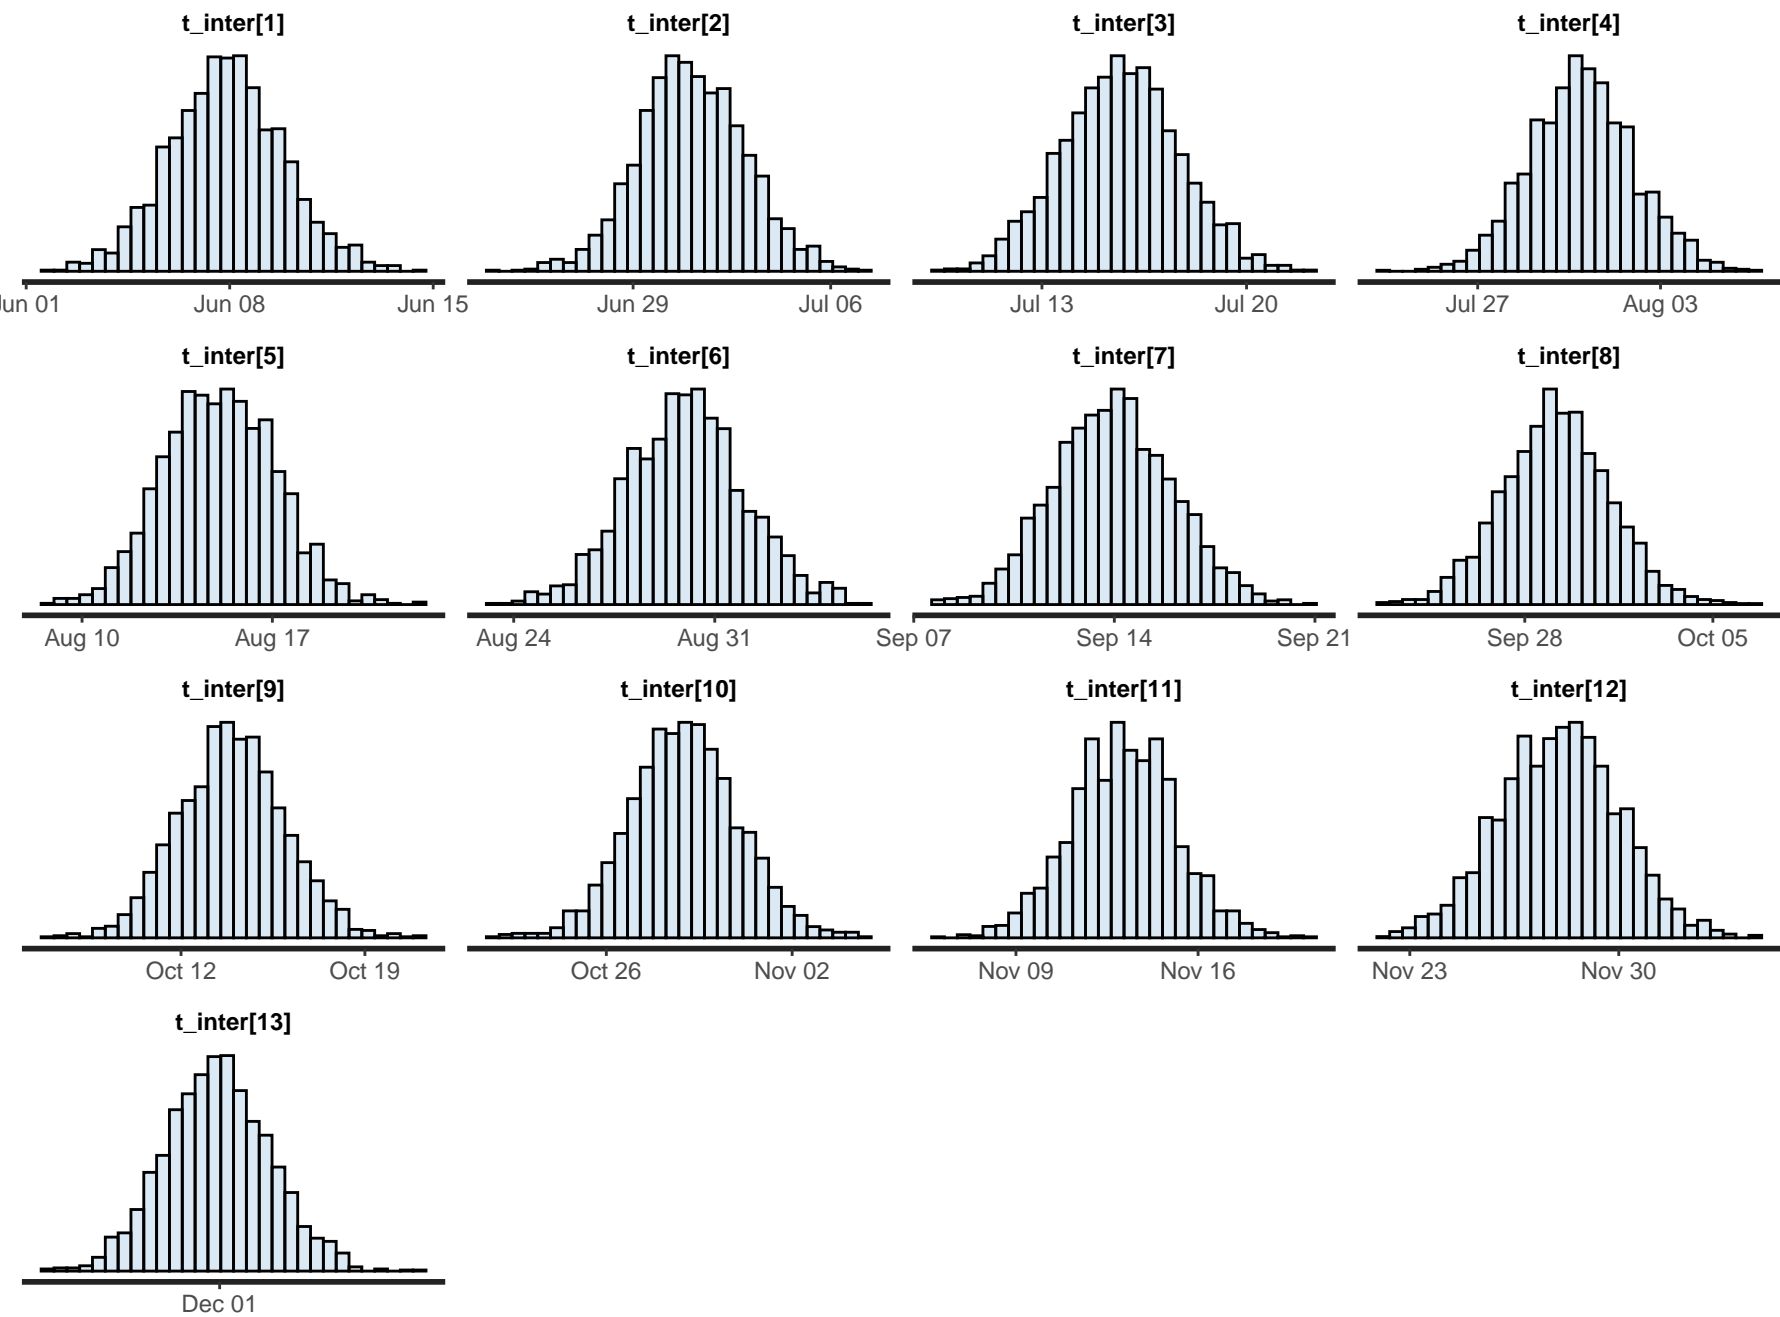 t_inter[1] t_inter[2] t_inter[3] t_inter[4]
Jun 01 Jun 08 Jun 15 Jun 29 Jul 06 Jul 13 Jul 20 Jul 27 Aug 03
t_inter[5] t_inter[6] t_inter[7] t_inter[8]
Aug 10 Aug 17 Aug 24 Aug 31 Sep 07 Sep 14 Sep 21 Sep 28 Oct 05
t_inter[9] t_inter[10] t_inter[11] t_inter[12]
Oct 12 Oct 19 Oct 26 Nov 02 Nov 09 Nov 16 Nov 23 Nov 30
t_inter[13]
Dec 01